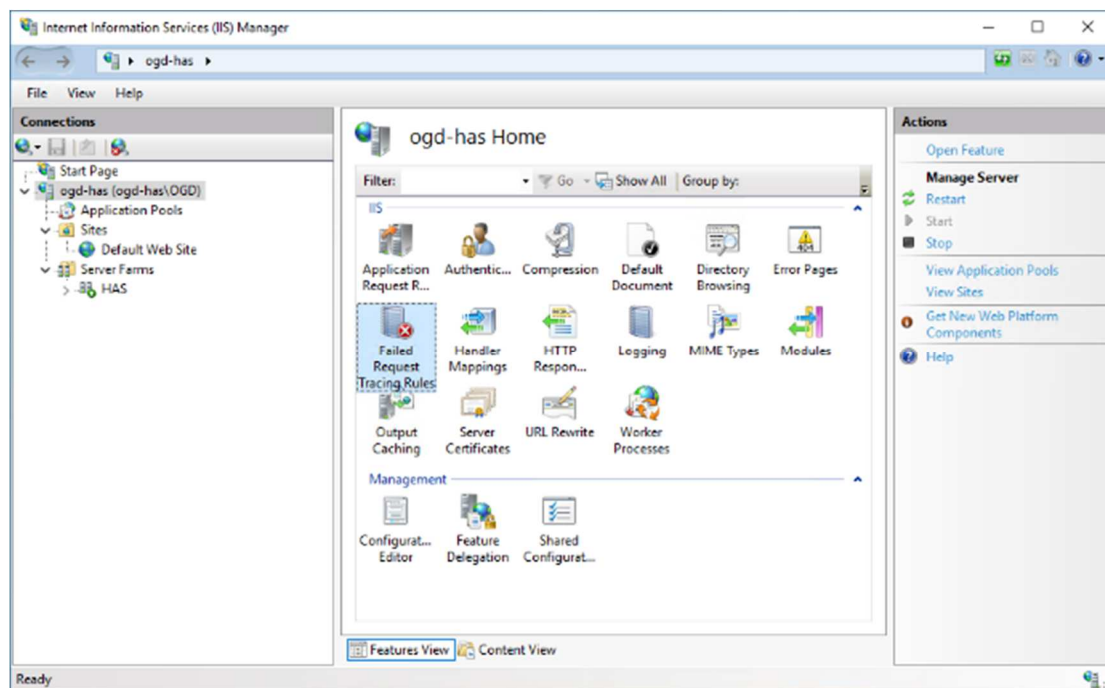 Internet Information Services (IIS) Manager
ogd-has
File View Help
Connections
Start Page
ogd-has (ogd-has\OGD)
Application Pools
Sites
Default Web Site
Server Farms
HAS
ogd-has Home
Filter: Go Show All Group by:
IIS
Application Request R...
Authentic...
Compression
Default Document
Directory Browsing
Error Pages
404
Failed Request Tracing Rules
Handler Mappings
HTTP Respon...
Logging
MIME Types
Modules
Output Caching
Server Certificates
URL Rewrite
Worker Processes
Management
Configurat... Editor
Feature Delegation
Shared Configurat...
Features View Content View
Actions
Open Feature
Manage Server
Restart
Start
Stop
View Application Pools
View Sites
Get New Web Platform
Components
Help
Ready